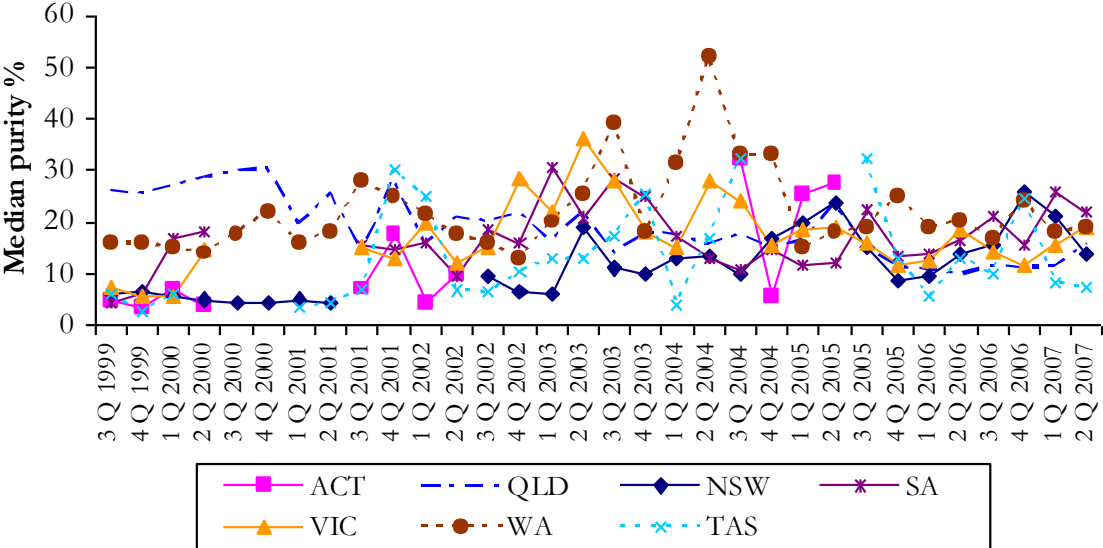 Median purity %
60
50
40
30
20
10
0
3 Q 1999
4 Q 1999
1 Q 2000
2 Q 2000
3 Q 2000
4 Q 2000
1 Q 2001
2 Q 2001
3 Q 2001
4 Q 2001
1 Q 2002
2 Q 2002
3 Q 2002
4 Q 2002
1 Q 2003
2 Q 2003
3 Q 2003
4 Q 2003
1 Q 2004
2 Q 2004
3 Q 2004
4 Q 2004
1 Q 2005
2 Q 2005
3 Q 2005
4 Q 2005
1 Q 2006
2 Q 2006
3 Q 2006
4 Q 2006
1 Q 2007
2 Q 2007
ACT QLD NSW SA
VIC WA TAS